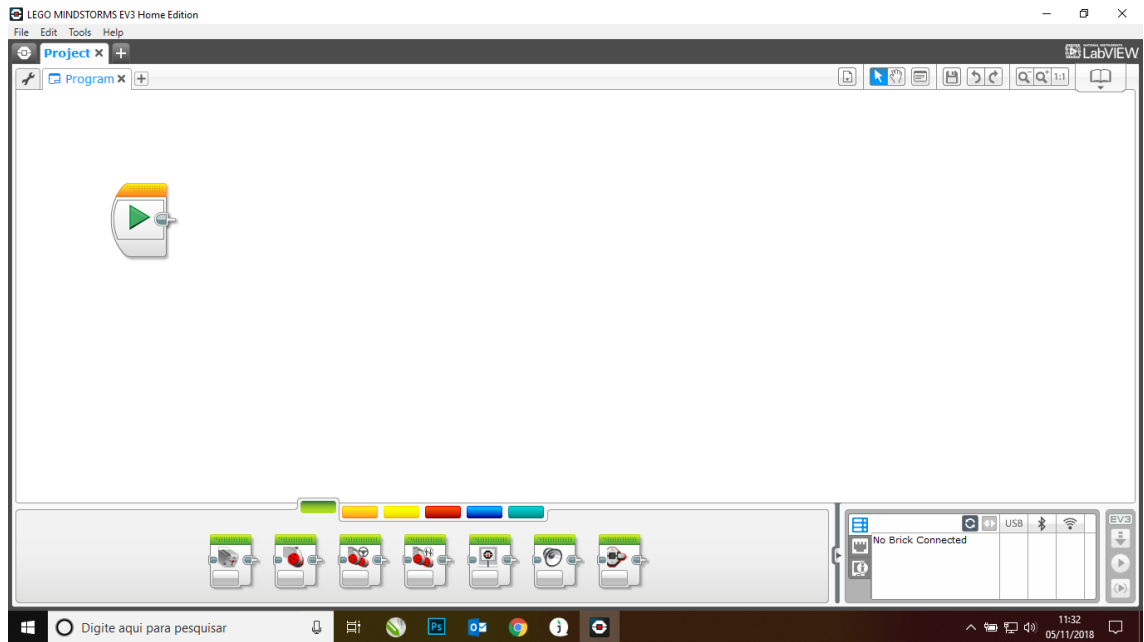 LEGO MINDSTORMS EV3 Home Edition
File Edit Tools Help
Project
LabVIEW
Program
1:1
USB
EV3
No Brick Connected
Digite aqui para pesquisar
Ps
11:32
05/11/2018